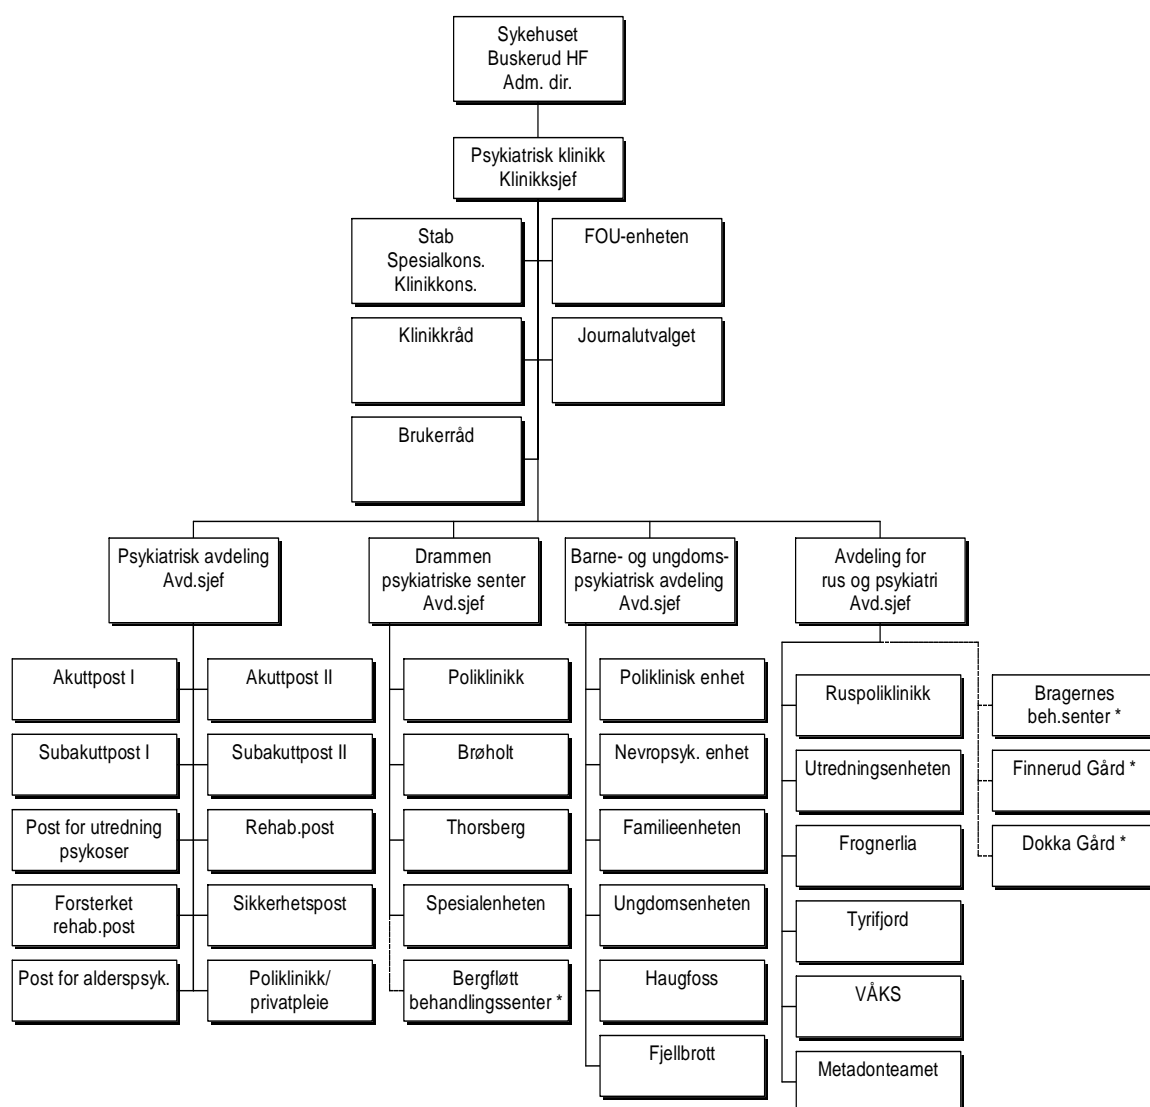 Sykehuset
Buskerud HF
Adm. dir.
Psykiatrisk klinikk
Klinikksjef
Stab
Spesialkons.
Klinikkons.
FOU-enheten
Klinikkråd
Journalutvalget
Brukerråd
Psykiatrisk avdeling
Avd.sjef
Drammen
psykiatriske senter
Avd.sjef
Barne- og ungdoms-
psykiatrisk avdeling
Avd.sjef
Avdeling for
rus og psykiatri
Avd.sjef
Akuttpost I
Akuttpost II
Subakuttpost I
Subakuttpost II
Post for utredning
psykoser
Rehab.post
Forsterket
rehab.post
Sikkerhetspost
Post for alderspsyk.
Poliklinikk/
privatpleie
Poliklinikk
Brøholt
Thorsberg
Spesialenheten
Bergfløtt
behandlingssenter *
Poliklinisk enhet
Nevropsyk. enhet
Familieenheten
Ungdomsenheten
Haugfoss
Fjellbrott
Ruspoliklinikk
Utredningsenheten
Frognerlia
Tyrifjord
VÅKS
Metadonteamet
Bragernes
beh.senter *
Finnerud Gård *
Dokka Gård *